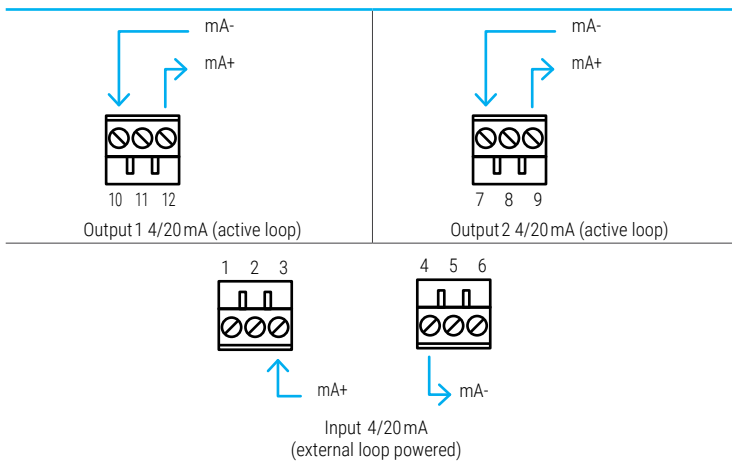 mA-
mA+
10 11 12
Output 1 4/20 mA (active loop)
mA-
mA+
7 8 9
Output 2 4/20 mA (active loop)
1 2 3
mA+
4 5 6
mA-
Input 4/20 mA
(external loop powered)